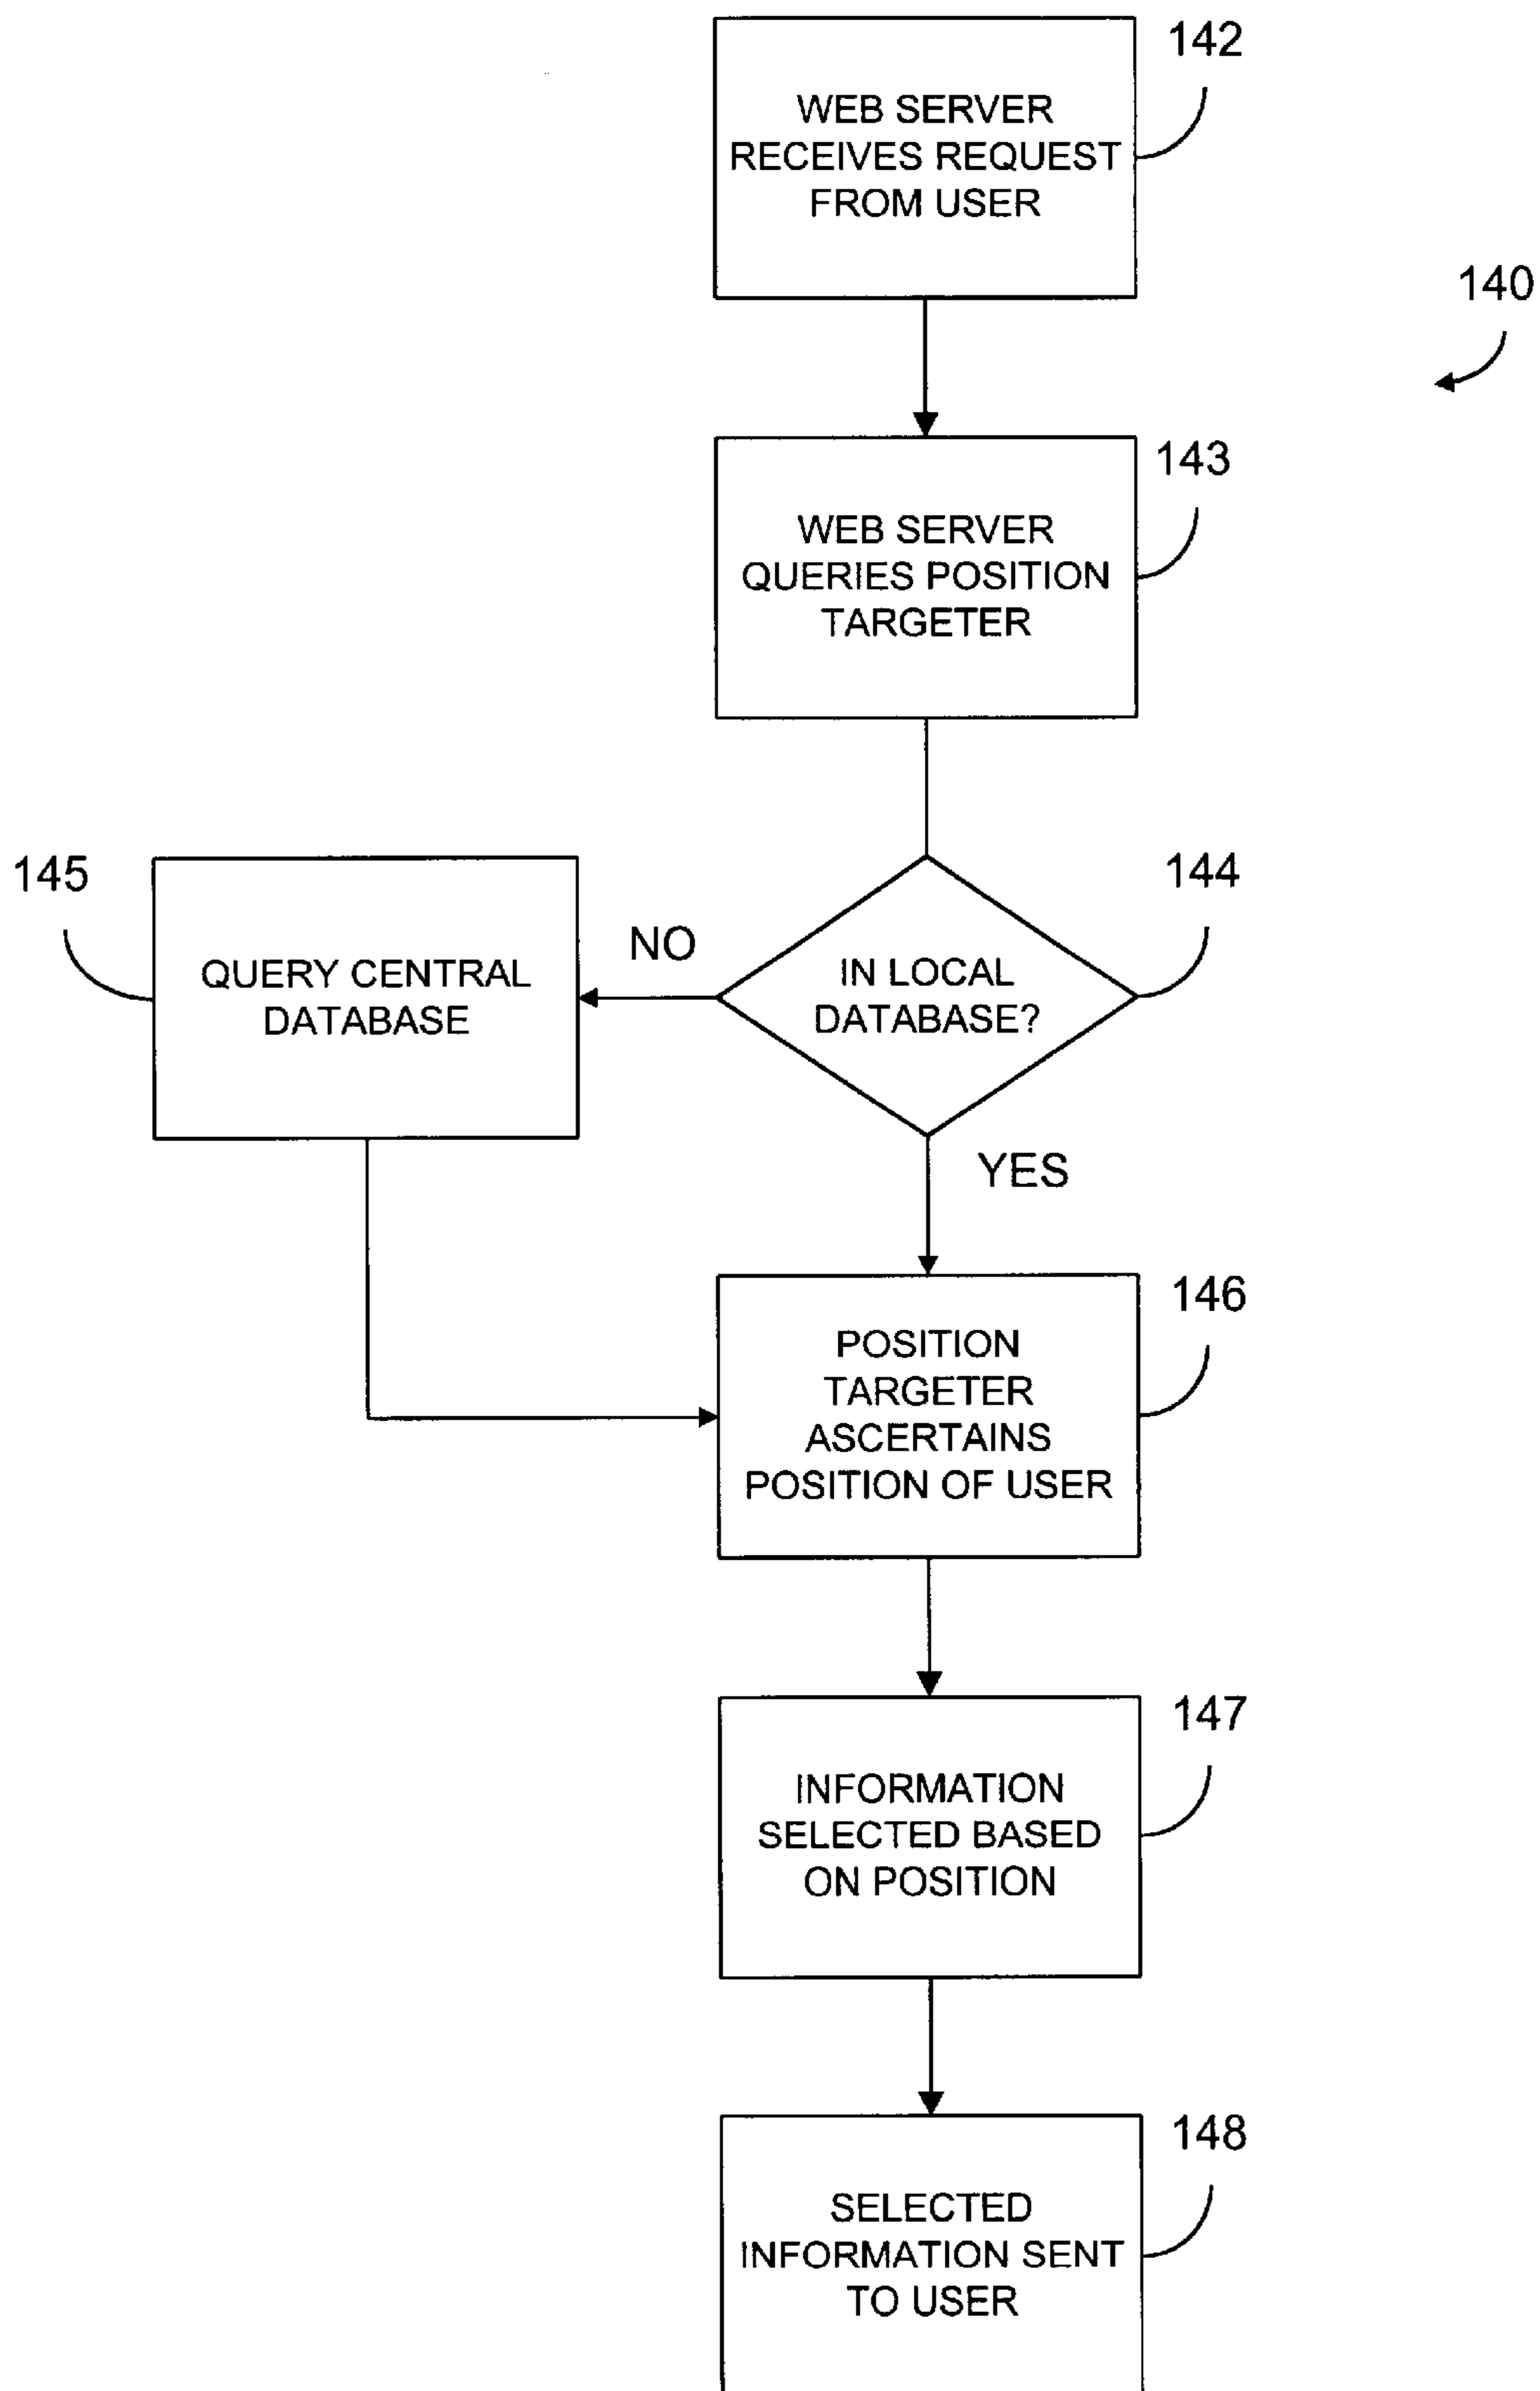 142
WEB SERVER
RECEIVES REQUEST
FROM USER
140
143
WEB SERVER
QUERIES POSITION
TARGETER
145
144
NO
QUERY CENTRAL
DATABASE
IN LOCAL
DATABASE?
YES
146
POSITION
TARGETER
ASCERTAINS
POSITION OF USER
147
INFORMATION
SELECTED BASED
ON POSITION
148
SELECTED
INFORMATION SENT
TO USER